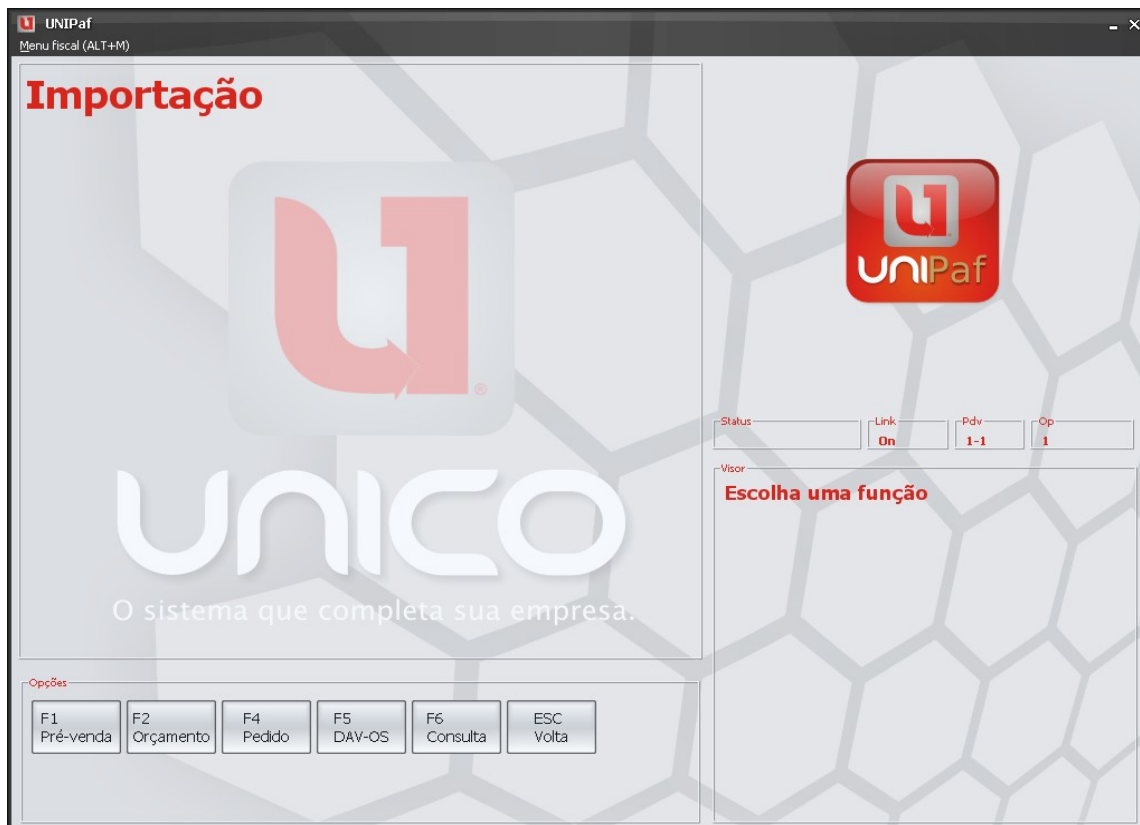 UNIPaf
Menu fiscal (ALT+M)
Importação
U1
®
UNICO
O sistema que completa sua empresa.
U1
UNIPaf
Status
Link
On
Pdv
1-1
Op
1
Visor
Escolha uma função
Opções
F1
Pré-venda
F2
Orçamento
F4
Pedido
F5
DAV-OS
F6
Consulta
ESC
Volta